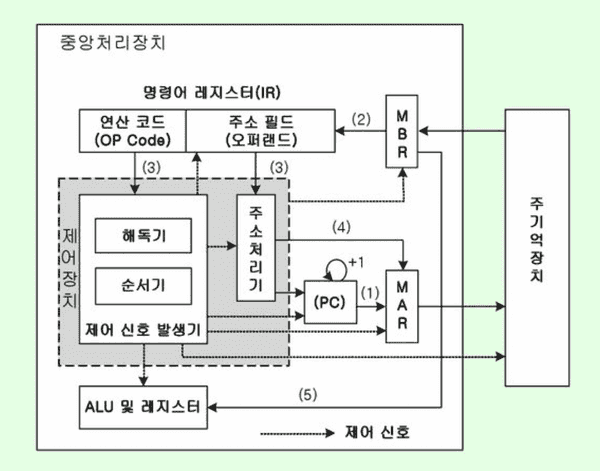 중앙처리장치
명령어 레지스터(IR)
연산 코드
(OP Code)
주소 필드
(오퍼랜드)
(2)
MBR
(3)
(3)
제어장치
해독기
순서기
제어 신호 발생기
주소처리기
(4)
+1
(PC)
(1)
MAR
주기억장치
ALU 및 레지스터
(5)
제어 신호